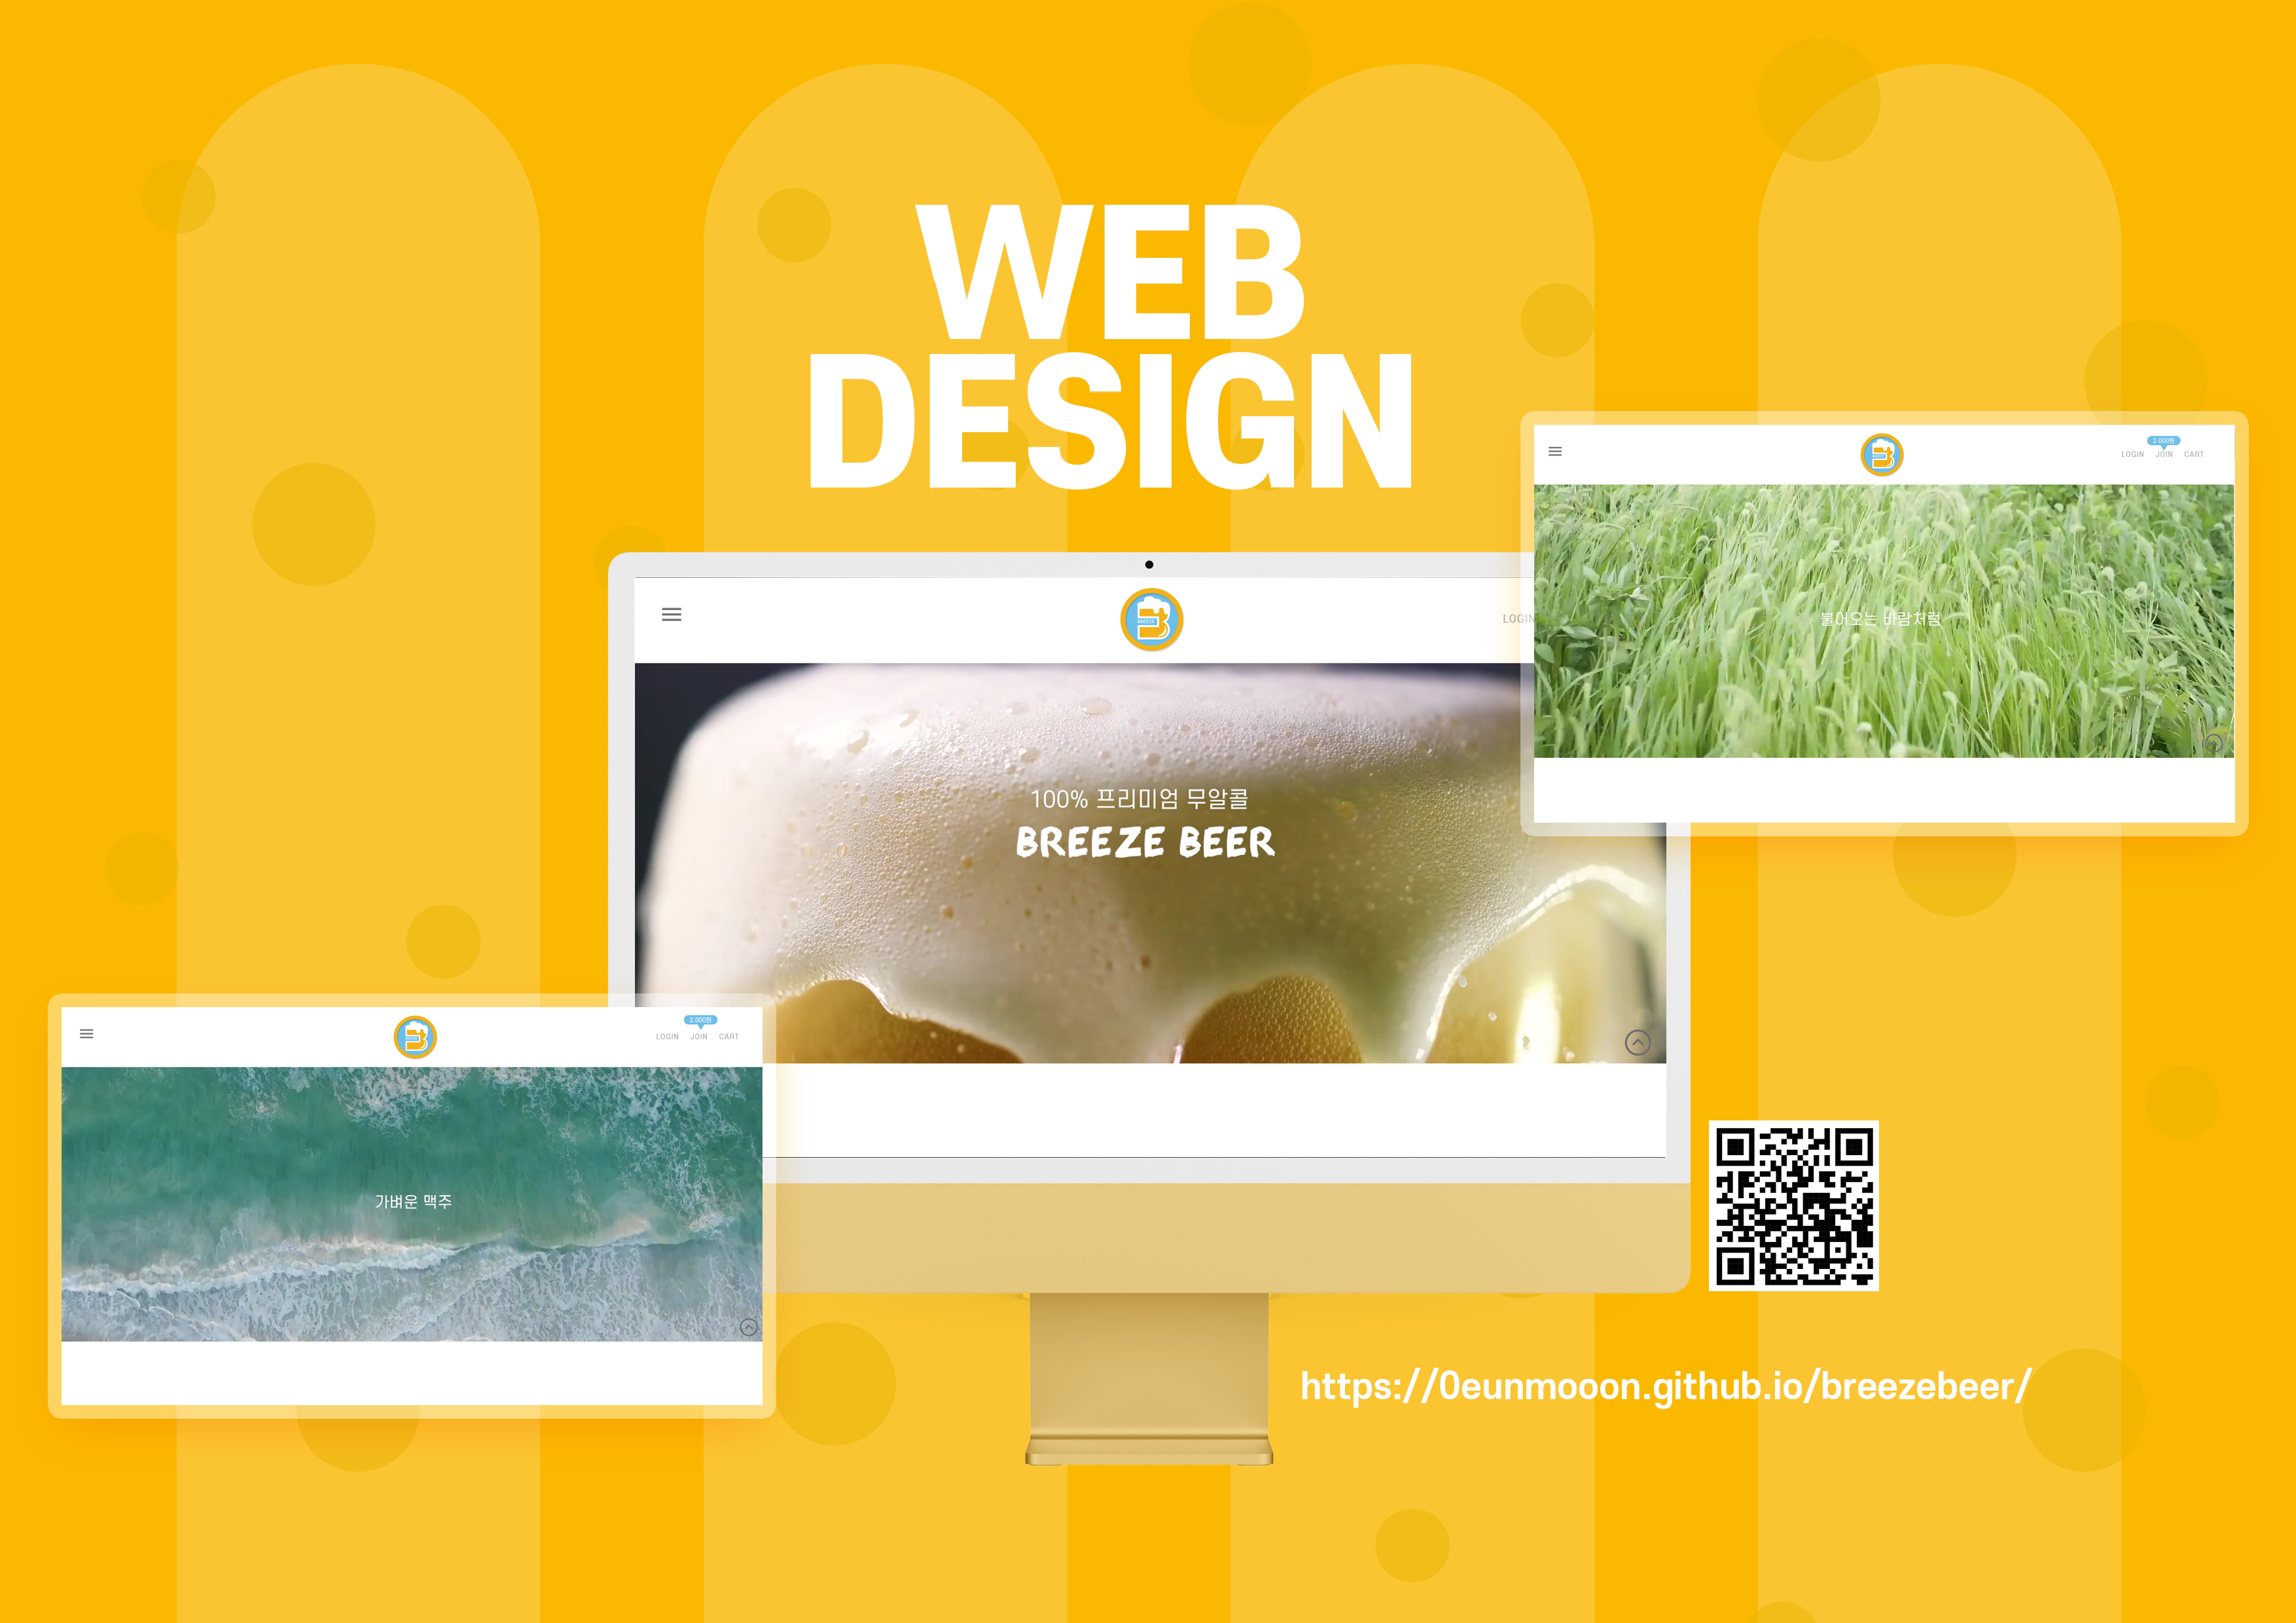 WEB
DESIGN
2.000원
LOGIN JOIN CART
불어오는 바람처럼
LOGIN
100% 프리미엄 무알콜
BREEZE BEER
2.000원
LOGIN JOIN CART
가벼운 맥주
https://0eunmooon.github.io/breezebeer/